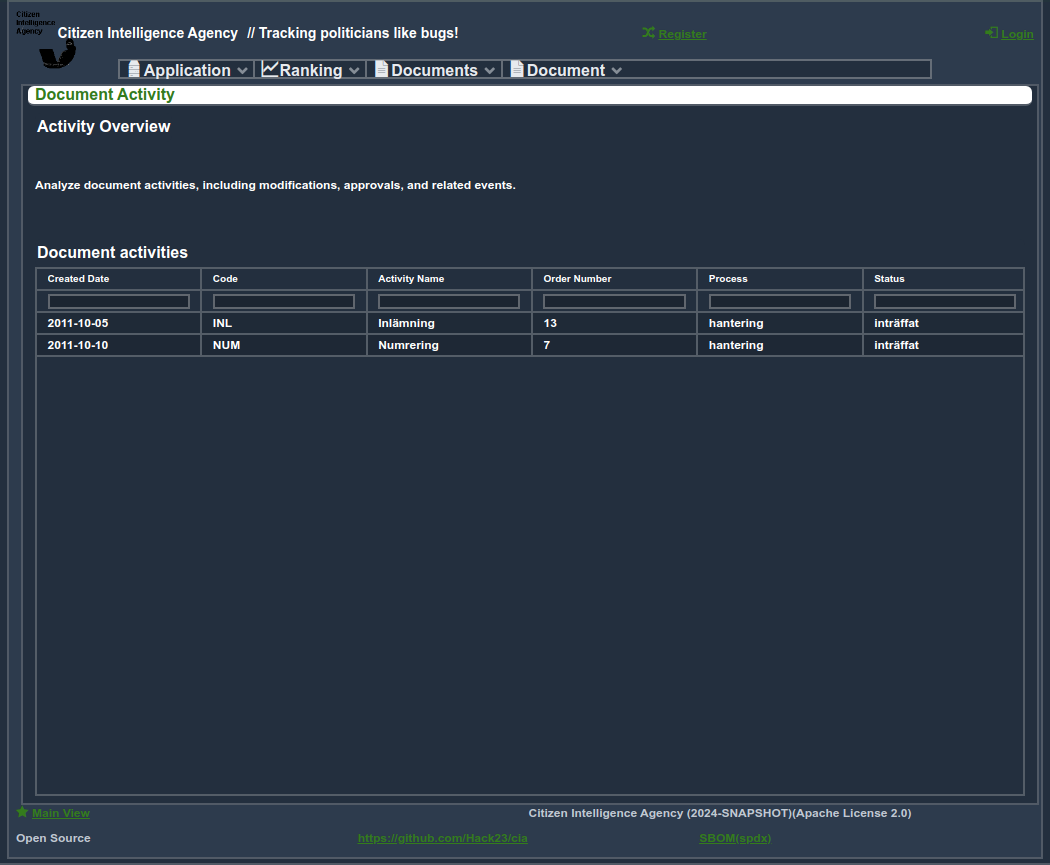 Citizen
Intelligence
Agency
Citizen Intelligence Agency // Tracking politicians like bugs!
Register
Login
Application
Ranking
Documents
Document
Document Activity
Activity Overview
Analyze document activities, including modifications, approvals, and related events.
Document activities
Created Date Code Activity Name Order Number Process Status
2011-10-05 INL Inlämning 13 hantering inträffat
2011-10-10 NUM Numrering 7 hantering inträffat
Main View
Citizen Intelligence Agency (2024-SNAPSHOT)(Apache License 2.0)
Open Source
https://github.com/Hack23/cia
SBOM(spdx)